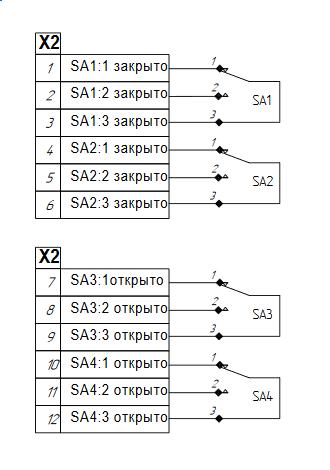 X2
1 SA1:1 закрыто 1
2 SA1:2 закрыто 2
SA1
3 SA1:3 закрыто 3
4 SA2:1 закрыто 1
5 SA2:2 закрыто 2
SA2
6 SA2:3 закрыто 3
X2
7 SA3:1открыто 1
8 SA3:2 открыто 2
SA3
9 SA3:3 открыто 3
10 SA4:1 открыто 1
11 SA4:2 открыто 2
SA4
12 SA4:3 открыто 3